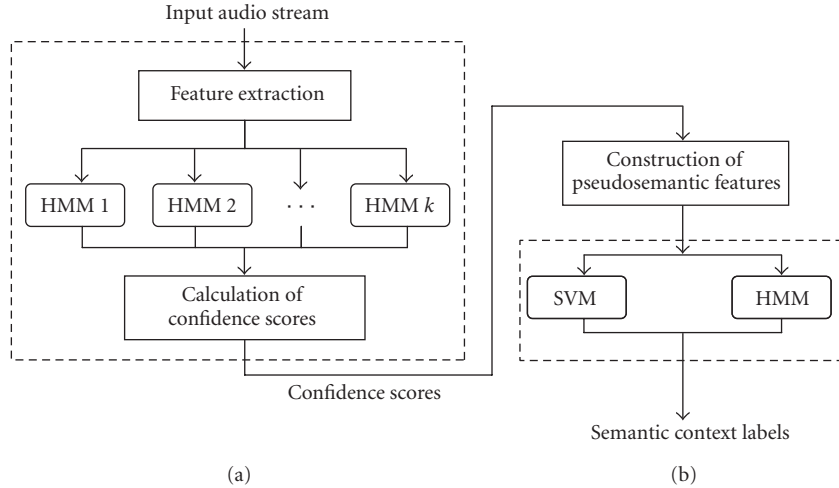 Input audio stream
Feature extraction
HMM 1
HMM 2
. . .
HMM k
Calculation of
confidence scores
Confidence scores
(a)
Construction of
pseudosemantic features
SVM
HMM
Semantic context labels
(b)